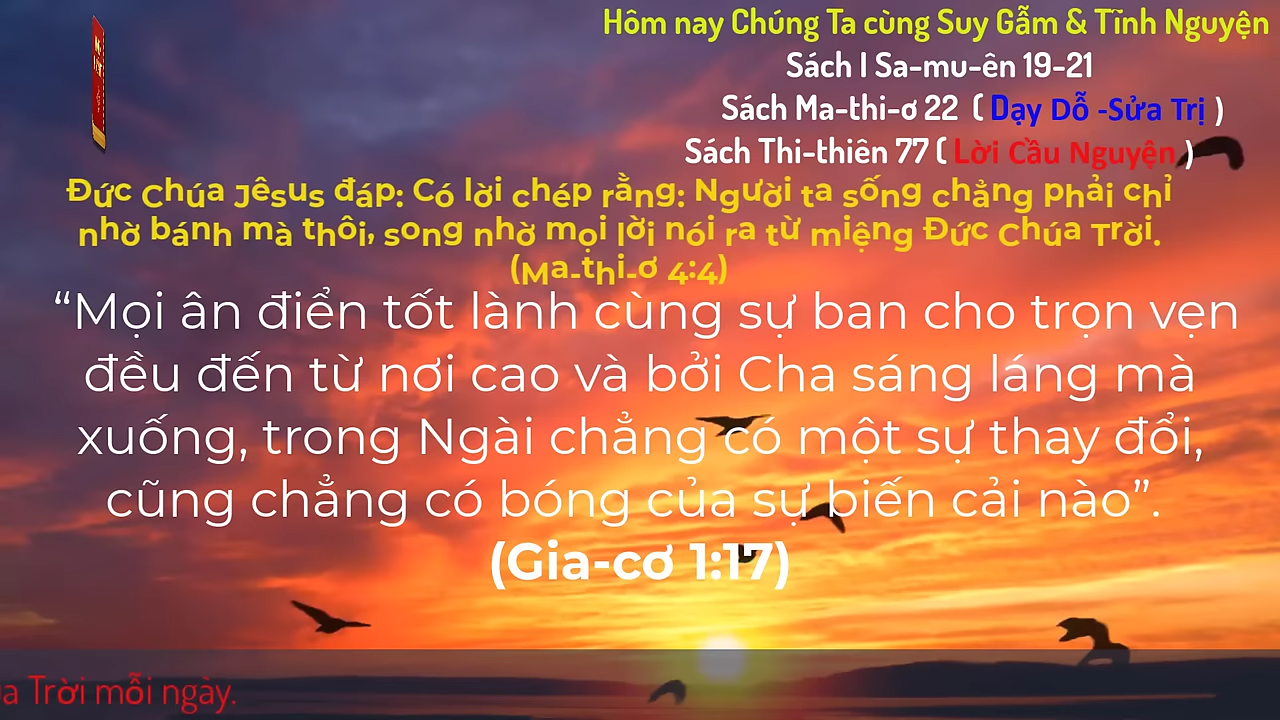 Hôm nay Chúng Ta cùng Suy Gẫm & Tĩnh Nguyện
Sách I Sa-mu-ên 19-21
Sách Ma-thi-ơ 22 ( Dạy Dỗ -Sửa Trị )
Sách Thi-thiên 77 ( Lời Cầu Nguyện )
Đức Chúa Jêsus đáp: Có lời chép rằng: Người ta sống chẳng phải chỉ
nhờ bánh mà thôi, song nhờ mọi lời nói ra từ miệng Đức Chúa Trời.
(Ma-thi-ơ 4:4)
“Mọi ân điển tốt lành cùng sự ban cho trọn vẹn
đều đến từ nơi cao và bởi Cha sáng láng mà
xuống, trong Ngài chẳng có một sự thay đổi,
cũng chẳng có bóng của sự biến cải nào”.
(Gia-cơ 1:17)
Trời mỗi ngày.